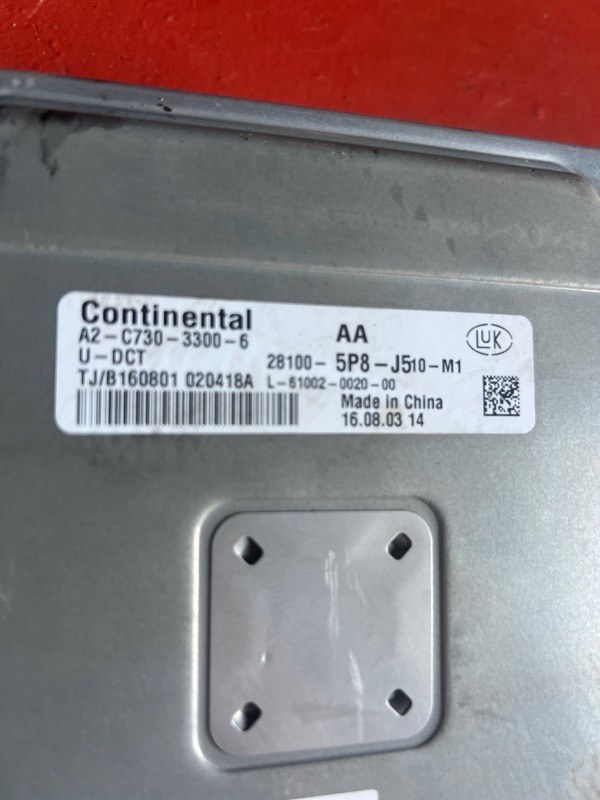 Continental
A2-C730-3300-6 AA
U-DCT 28100-5P8-J510-M1
TJ/B160801 020418A L-61002-0020-00
Made in China
16.08.03 14
LUK